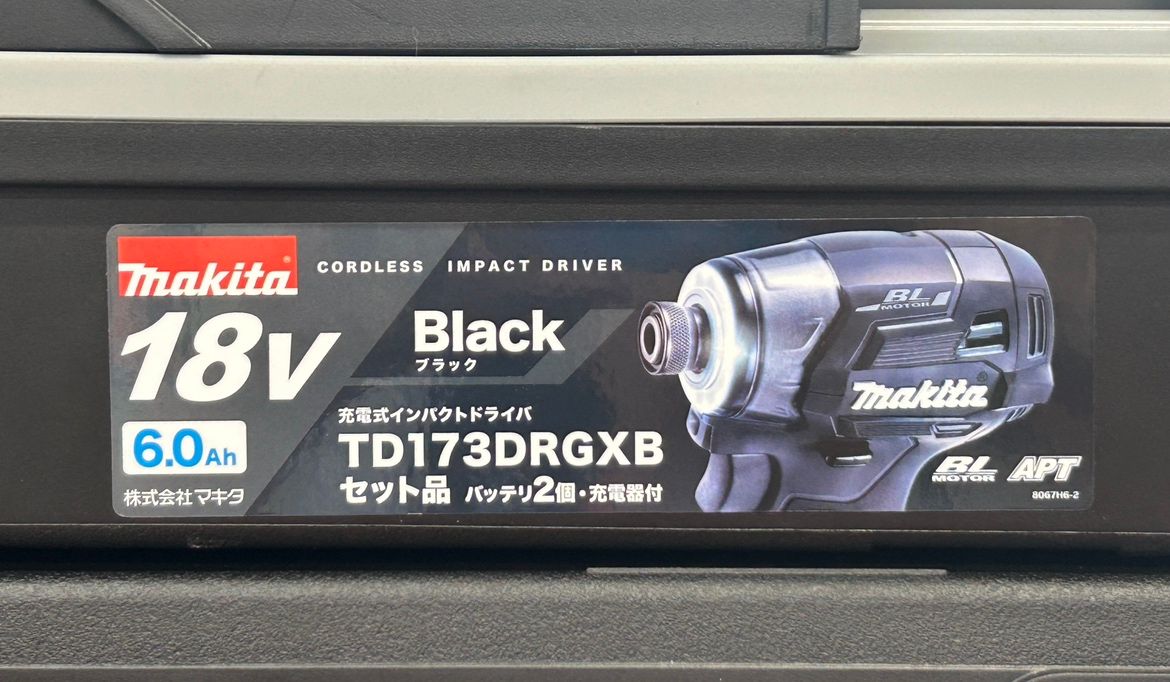 makita
CORDLESS IMPACT DRIVER
18V
Black
ブラック
6.0Ah
株式会社マキタ
充電式インパクトドライバ
TD173DRGXB
セット品 バッテリ2個・充電器付
BL
MOTOR
makita
BL
MOTOR
APT
8067H6-2